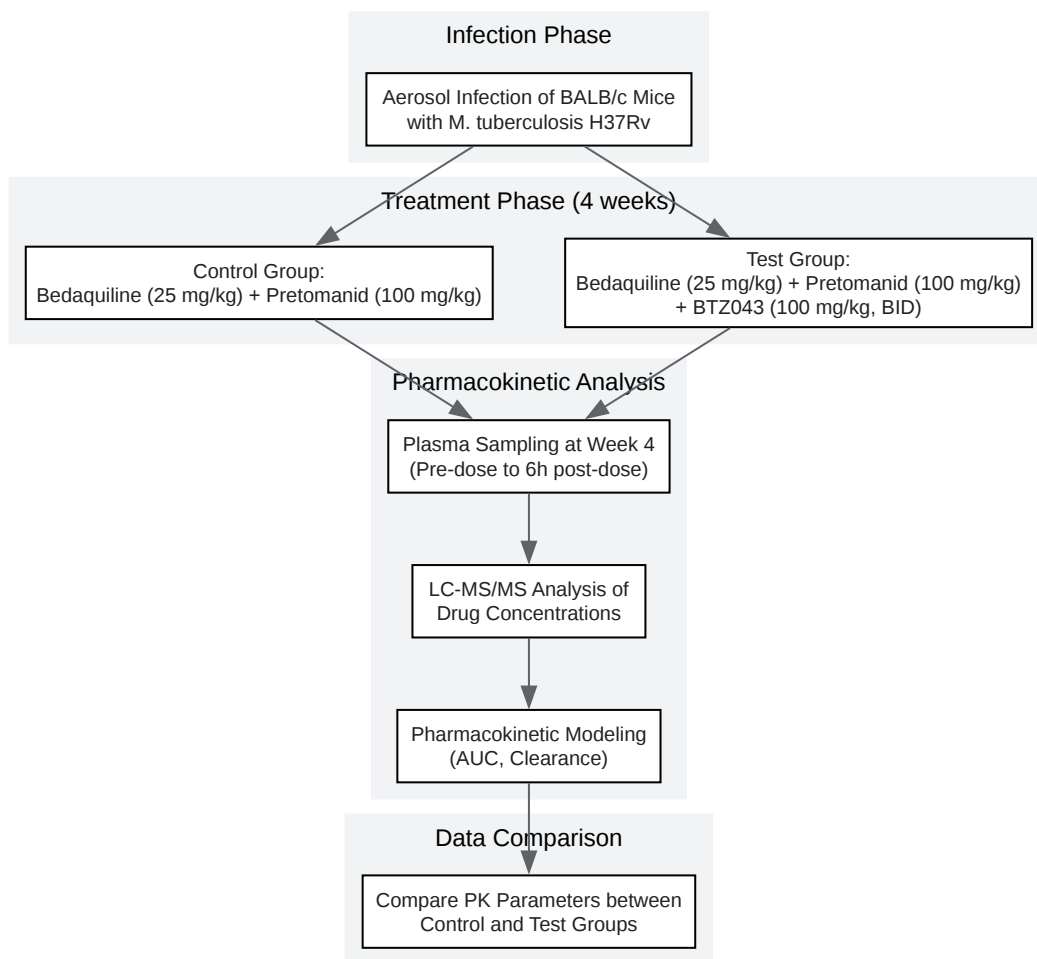 Infection Phase
Aerosol Infection of BALB/c Mice
with M. tuberculosis H37Rv
Treatment Phase (4 weeks)
Control Group:
Bedaquiline (25 mg/kg) + Pretomanid (100 mg/kg)
Test Group:
Bedaquiline (25 mg/kg) + Pretomanid (100 mg/kg)
+ BTZ043 (100 mg/kg, BID)
Pharmacokinetic Analysis
Plasma Sampling at Week 4
(Pre-dose to 6h post-dose)
LC-MS/MS Analysis of
Drug Concentrations
Pharmacokinetic Modeling
(AUC, Clearance)
Data Comparison
Compare PK Parameters between
Control and Test Groups